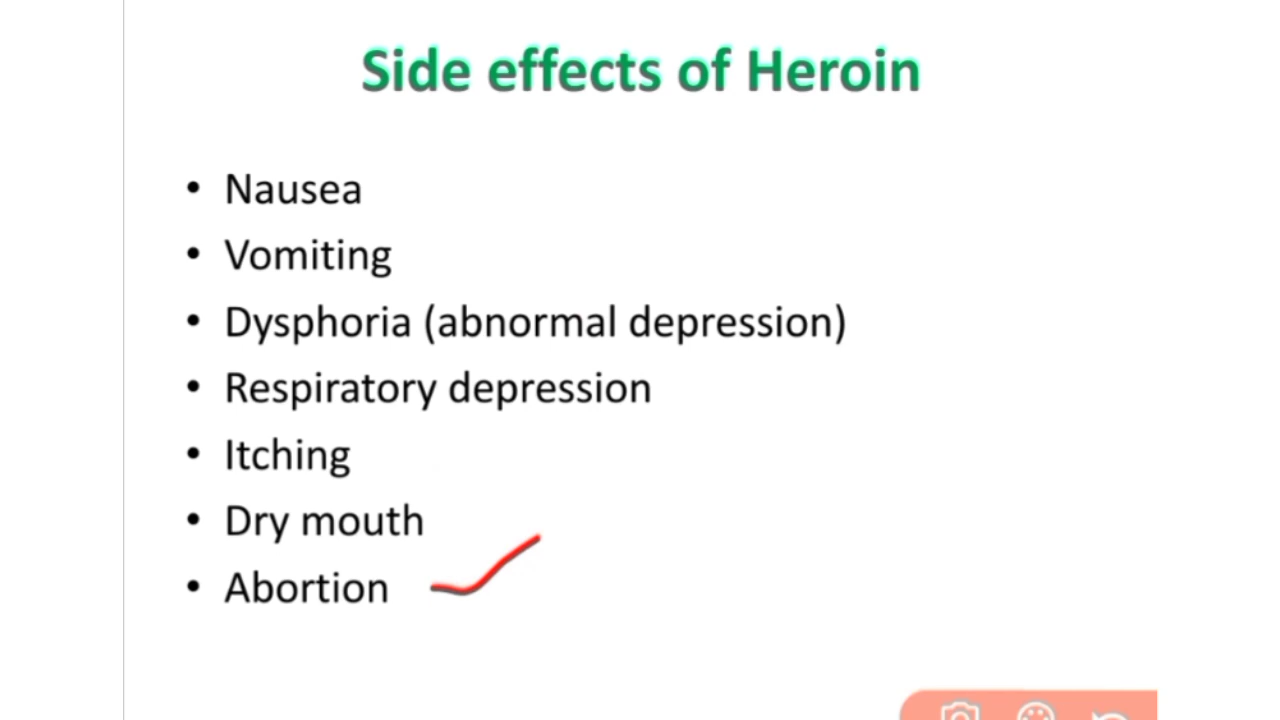 Side effects of Heroin
• Nausea
• Vomiting
• Dysphoria (abnormal depression)
• Respiratory depression
• Itching
• Dry mouth
• Abortion